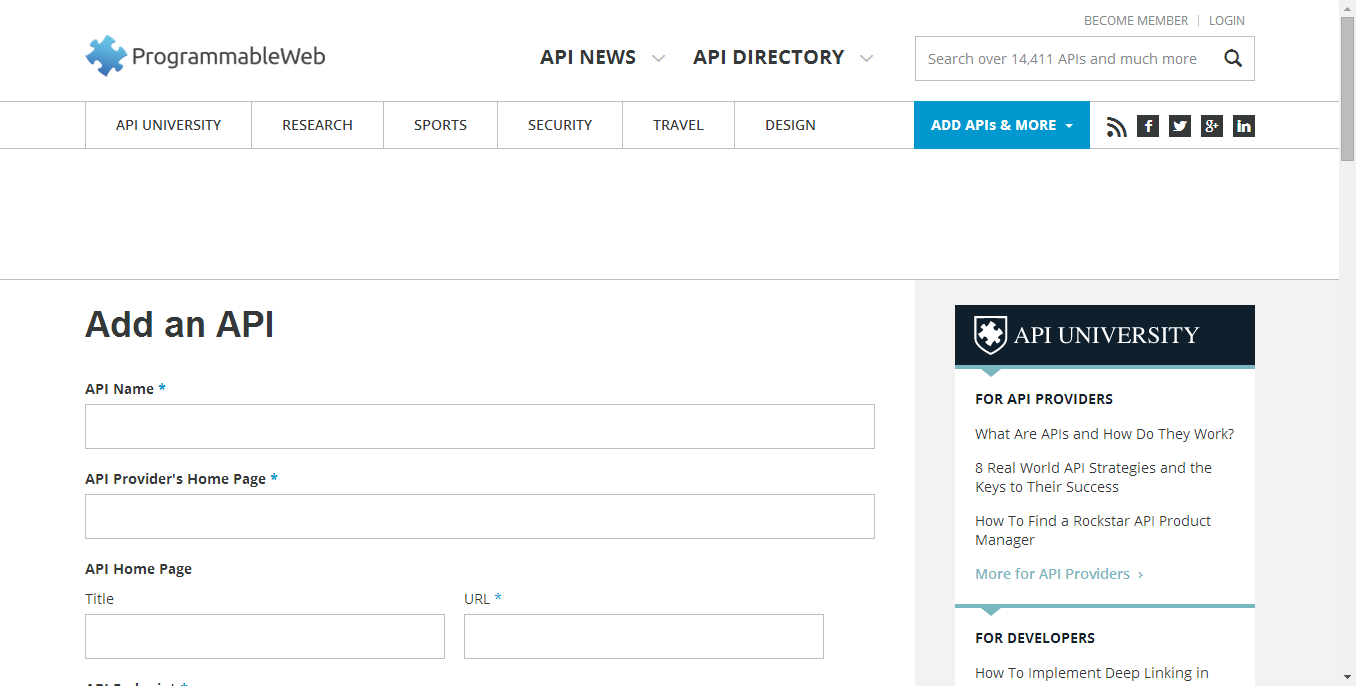 BECOME MEMBER
LOGIN
ProgrammableWeb
API NEWS
API DIRECTORY
Search over 14,411 APIs and much more
API UNIVERSITY
RESEARCH
SPORTS
SECURITY
TRAVEL
DESIGN
ADD APIs & MORE
Add an API
API Name *
API Provider's Home Page *
API Home Page
Title
URL *
API Endpoint *
API UNIVERSITY
FOR API PROVIDERS
What Are APIs and How Do They Work?
8 Real World API Strategies and the
Keys to Their Success
How To Find a Rockstar API Product
Manager
More for API Providers ›
FOR DEVELOPERS
How To Implement Deep Linking in